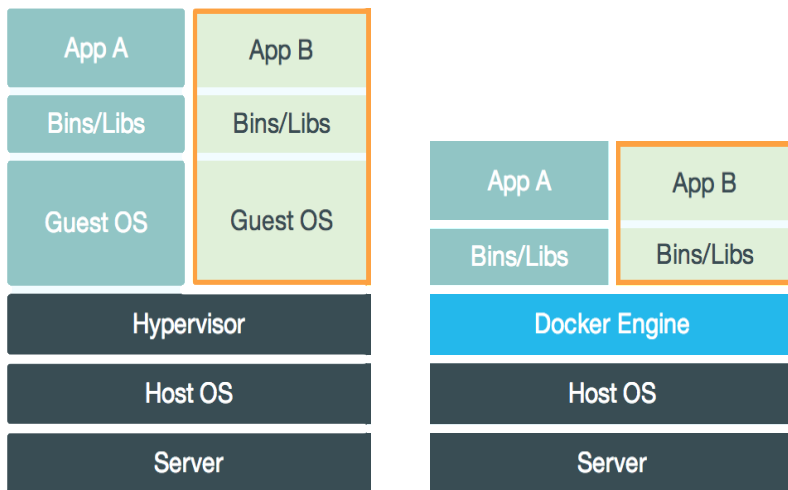 App A
App B
Bins/Libs
Bins/Libs
Guest OS
Guest OS
Hypervisor
Host OS
Server
App A
App B
Bins/Libs
Bins/Libs
Docker Engine
Host OS
Server